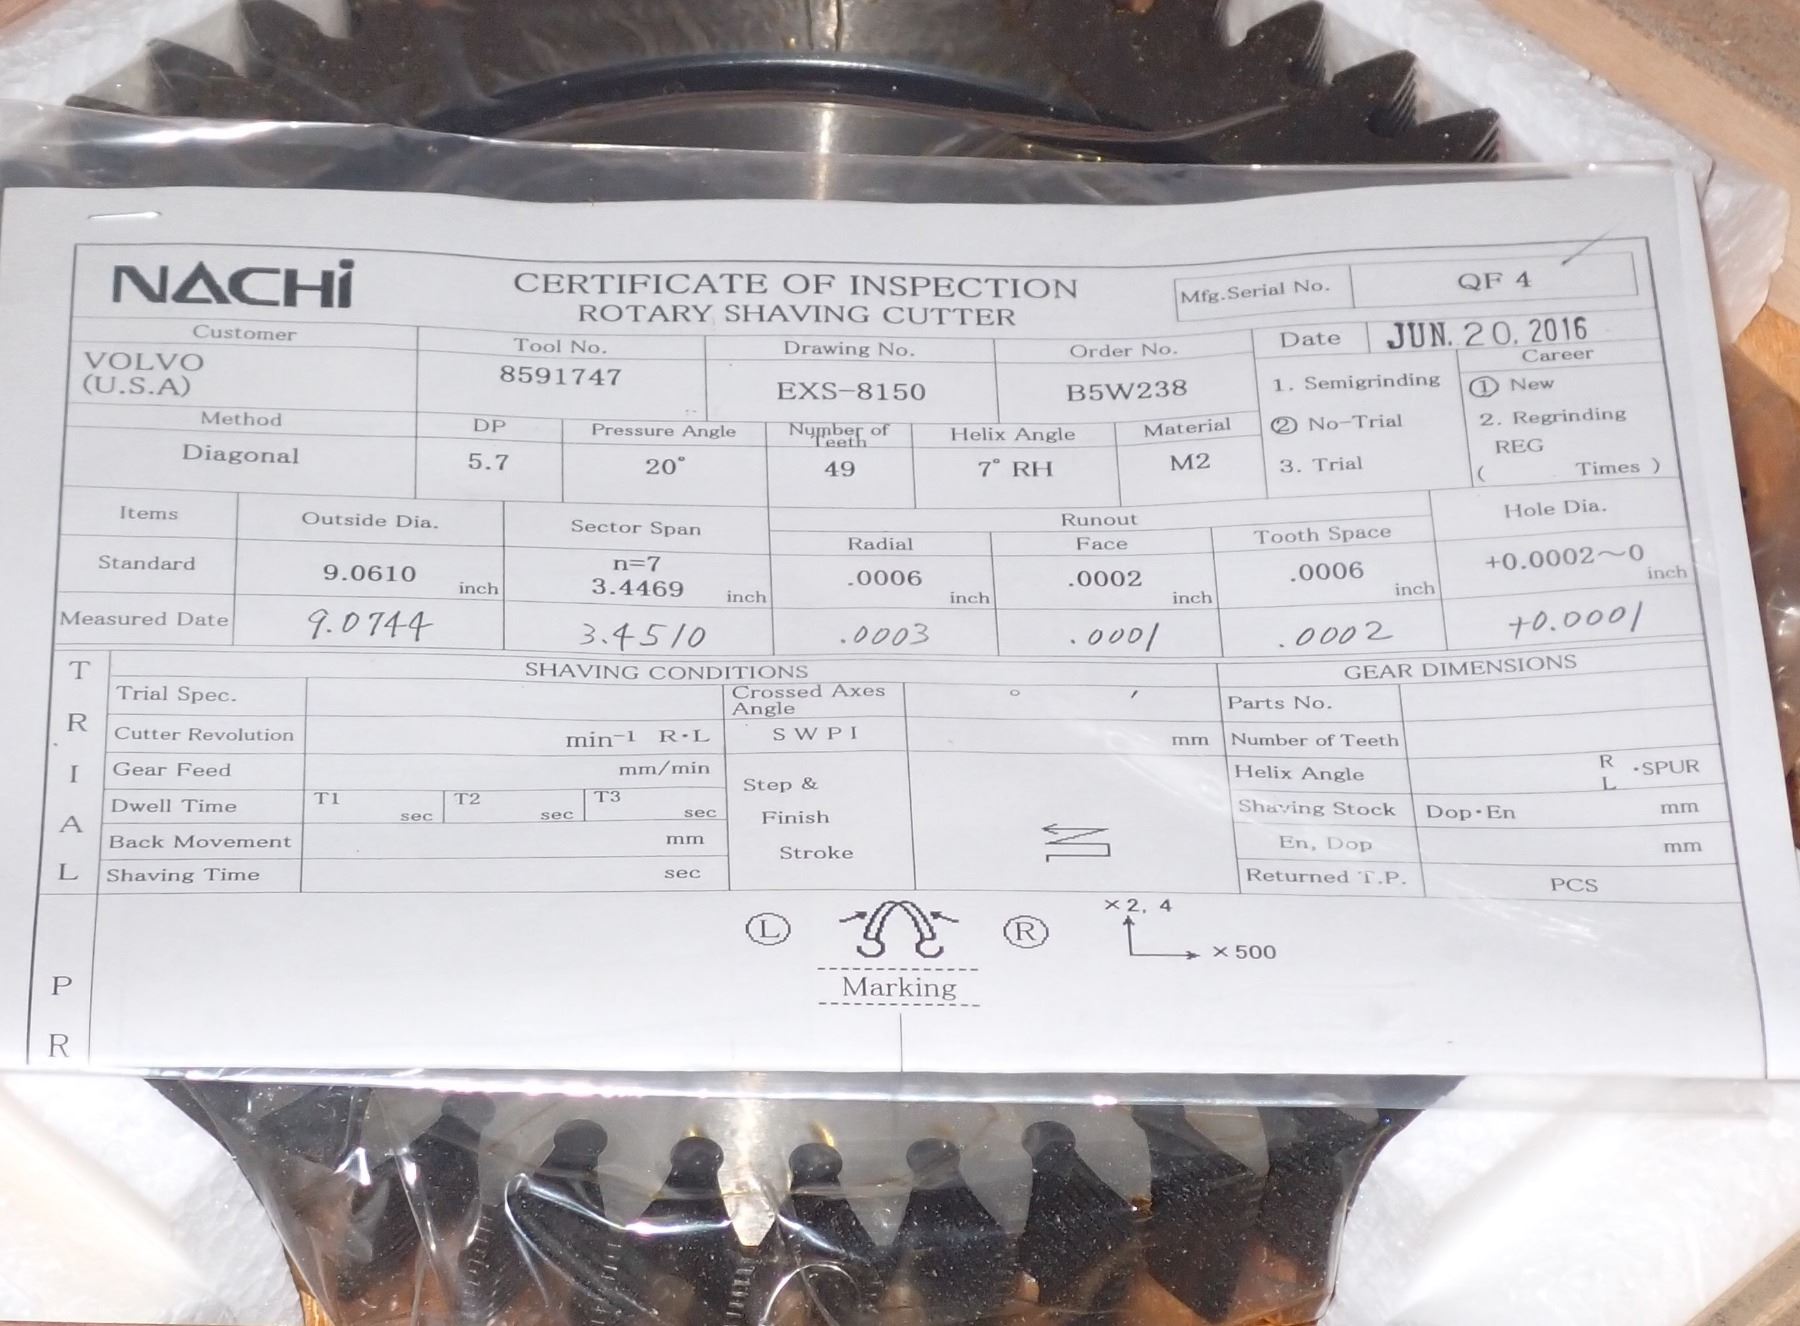 NACHi
CERTIFICATE OF INSPECTION
ROTARY SHAVING CUTTER
Mfg.Serial No. QF 4
Date JUN. 20, 2016
Customer Tool No. Drawing No. Order No.
VOLVO
(U.S.A) 8591747 EXS-8150 B5W238
1. Semigrinding
② No-Trial
3. Trial
Career
① New
2. Regrinding
REG
( Times )
Method DP Pressure Angle Number of Teeth Helix Angle Material
Diagonal 5.7 20° 49 7° RH M2
Items Outside Dia. Sector Span Runout Hole Dia.
Radial Face Tooth Space
Standard 9.0610 inch n=7 3.4469 inch .0006 inch .0002 inch .0006 inch +0.0002~0 inch
Measured Date 9.0744 3.4510 .0003 .0001 .0002 +0.0001
TRIAL
SHAVING CONDITIONS
Trial Spec.
Cutter Revolution min⁻¹ R·L
Gear Feed mm/min
Dwell Time T1 sec T2 sec T3 sec
Back Movement mm
Shaving Time sec
Crossed Axes Angle ° ′
SWPI mm
Step &
Finish
Stroke
GEAR DIMENSIONS
Parts No.
Number of Teeth
Helix Angle R L ·SPUR
Shaving Stock Dop·En mm
En, Dop mm
Returned T.P. PCS
Ⓛ Ⓡ ×2, 4
×500
Marking
P
R